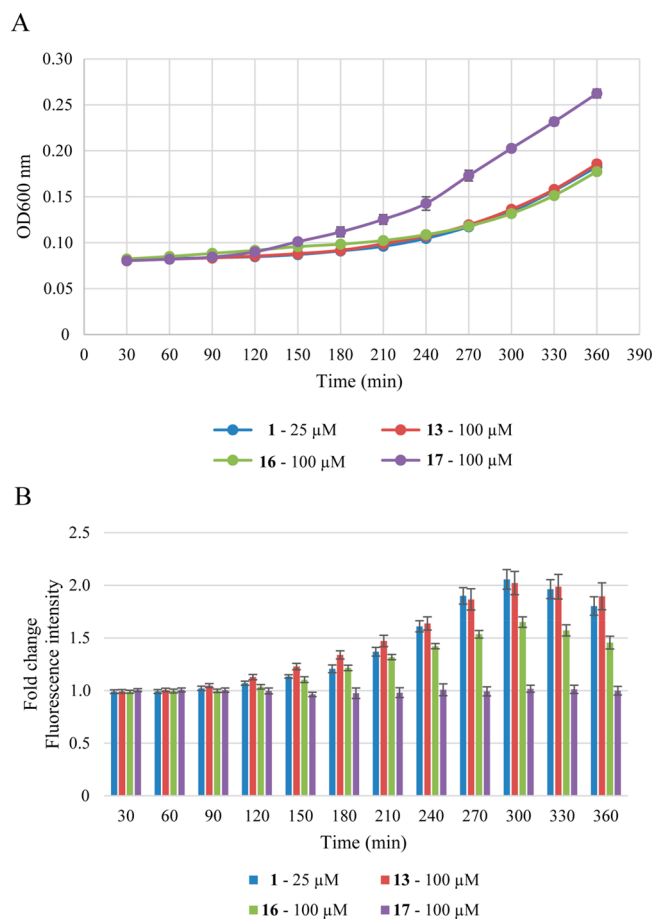 A
0.30
0.25
0.20
0.15
0.10
0.05
0
OD600 nm
0 30 60 90 120 150 180 210 240 270 300 330 360 390
Time (min)
1 - 25 µM 13 - 100 µM
16 - 100 µM 17 - 100 µM
B
2.5
2.0
1.5
1.0
0.5
0
Fold change
Fluorescence intensity
30 60 90 120 150 180 210 240 270 300 330 360
Time (min)
1 - 25 µM 13 - 100 µM
16 - 100 µM 17 - 100 µM